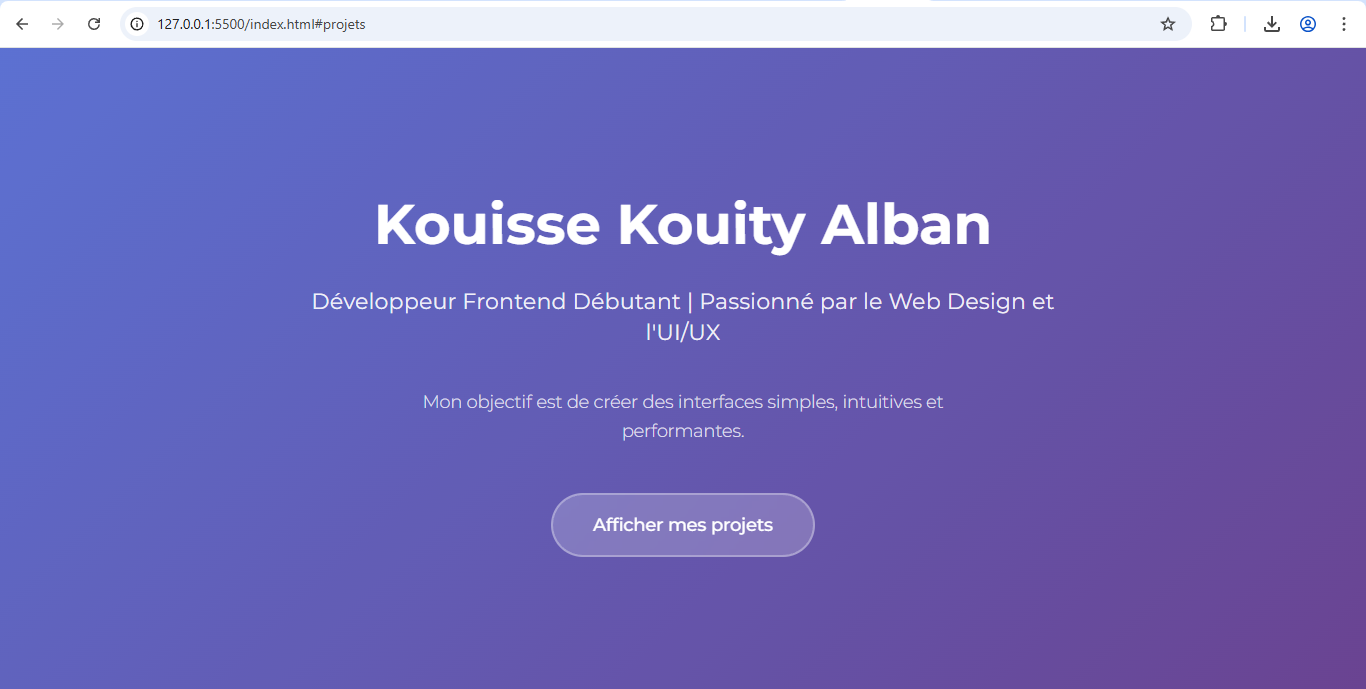 127.0.0.1:5500/index.html#projets
Kouisse Kouity Alban
Développeur Frontend Débutant | Passionné par le Web Design et
l'UI/UX
Mon objectif est de créer des interfaces simples, intuitives et
performantes.
Afficher mes projets